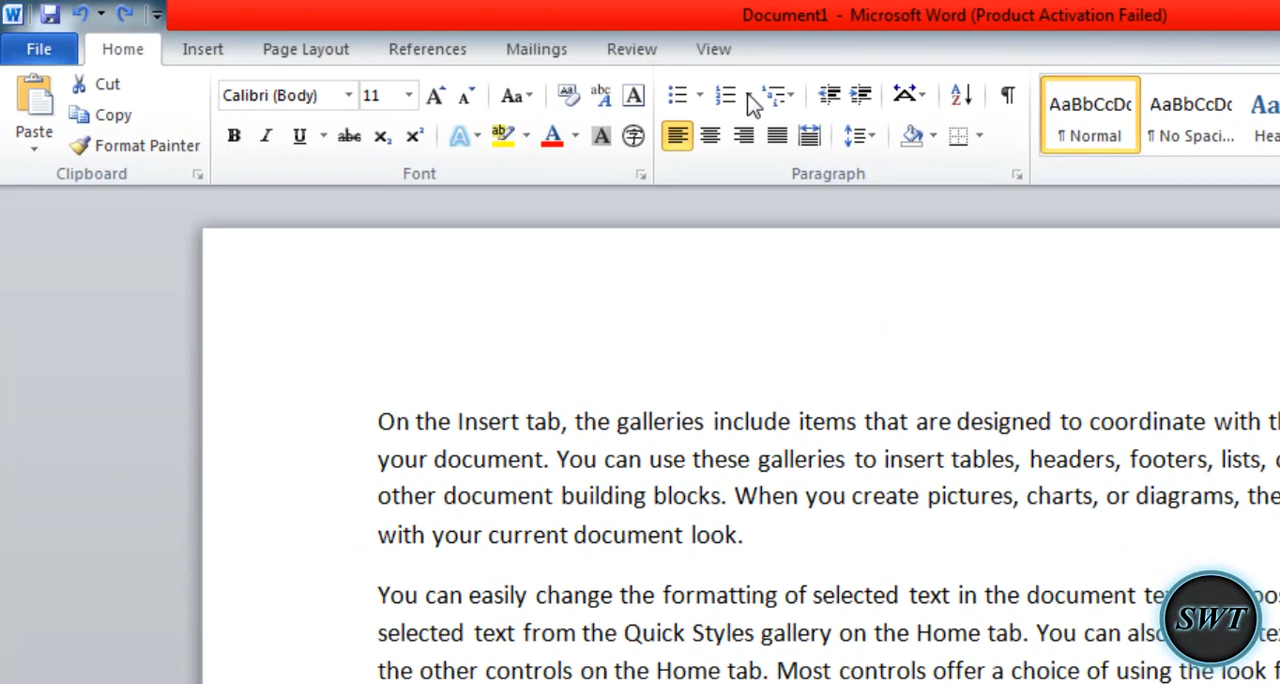 Document1 - Microsoft Word (Product Activation Failed)
File Home Insert Page Layout References Mailings Review View
Cut
Copy
Format Painter
Paste
Clipboard
Calibri (Body) 11
Font
Paragraph
AaBbCcDc AaBbCcDc Aa
¶ Normal ¶ No Spaci... Hea
On the Insert tab, the galleries include items that are designed to coordinate with
your document. You can use these galleries to insert tables, headers, footers, lists,
other document building blocks. When you create pictures, charts, or diagrams,
with your current document look.
You can easily change the formatting of selected text in the document
selected text from the Quick Styles gallery on the Home tab. You can
the other controls on the Home tab. Most controls offer a choice of using the look
SWT